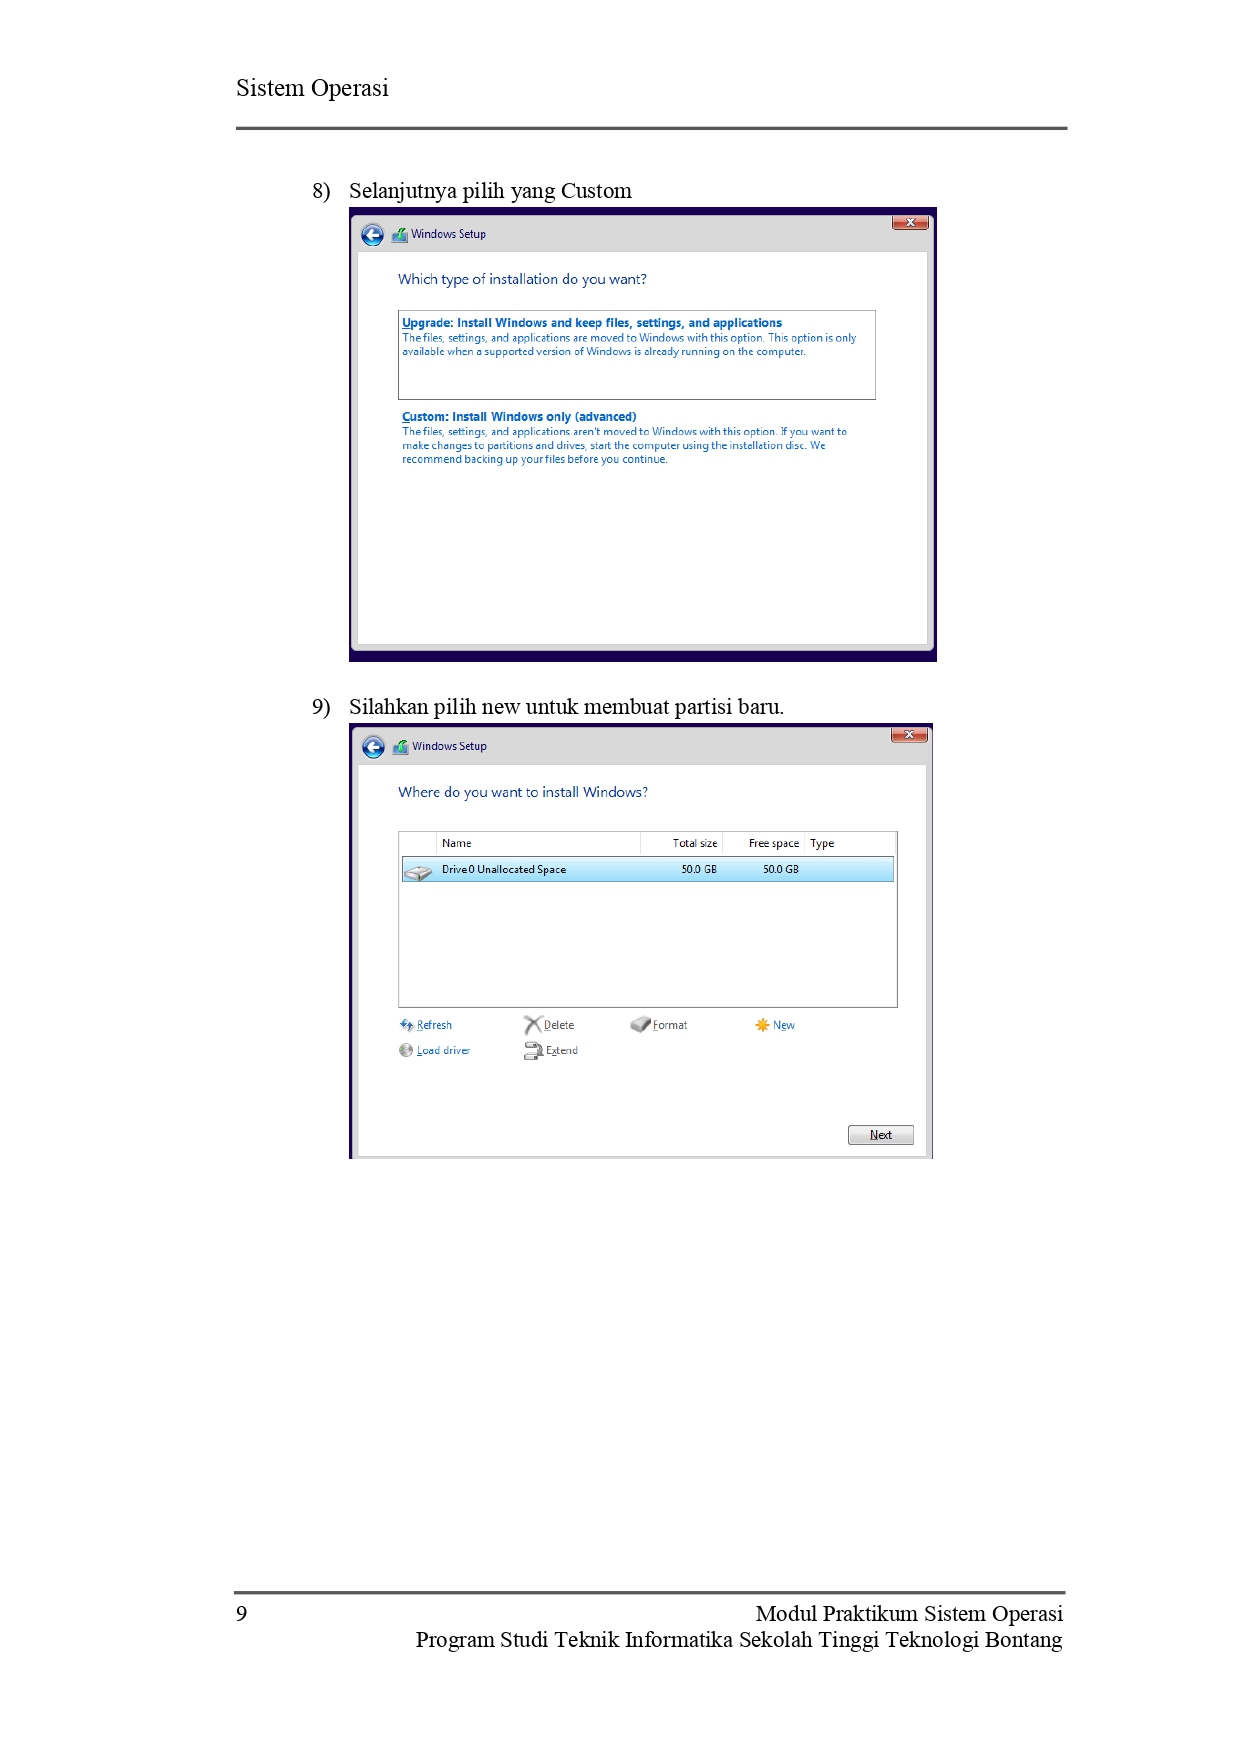 Sistem Operasi
8) Selanjutnya pilih yang Custom
Windows Setup
Which type of installation do you want?
Upgrade: Install Windows and keep files, settings, and applications
The files, settings, and applications are moved to Windows with this option. This option is only
available when a supported version of Windows is already running on the computer.
Custom: Install Windows only (advanced)
The files, settings, and applications aren't moved to Windows with this option. If you want to
make changes to partitions and drives, start the computer using the installation disc. We
recommend backing up your files before you continue.
9) Silahkan pilih new untuk membuat partisi baru.
Windows Setup
Where do you want to install Windows?
Name Total size Free space Type
Drive 0 Unallocated Space 50.0 GB 50.0 GB
Refresh Delete Format New
Load driver Extend
Next
9 Modul Praktikum Sistem Operasi
Program Studi Teknik Informatika Sekolah Tinggi Teknologi Bontang